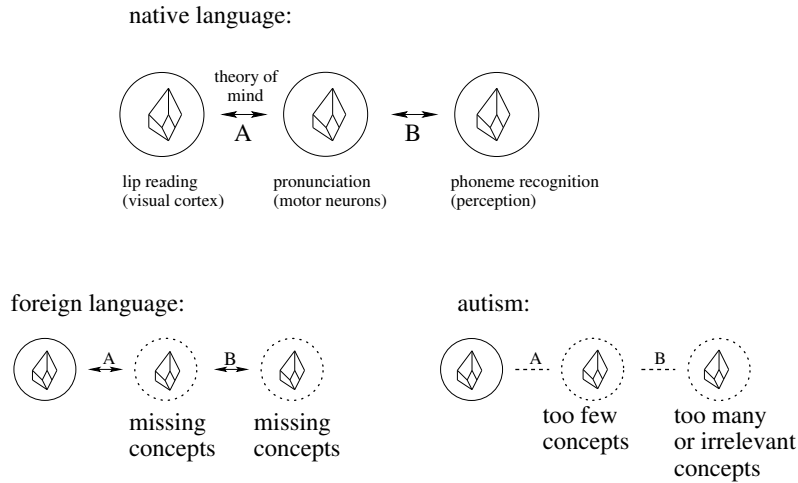 native language:
theory of
mind
A
B
lip reading
(visual cortex)
pronunciation
(motor neurons)
phoneme recognition
(perception)
foreign language:
A
B
missing
concepts
missing
concepts
autism:
A
B
too few
concepts
too many
or irrelevant
concepts